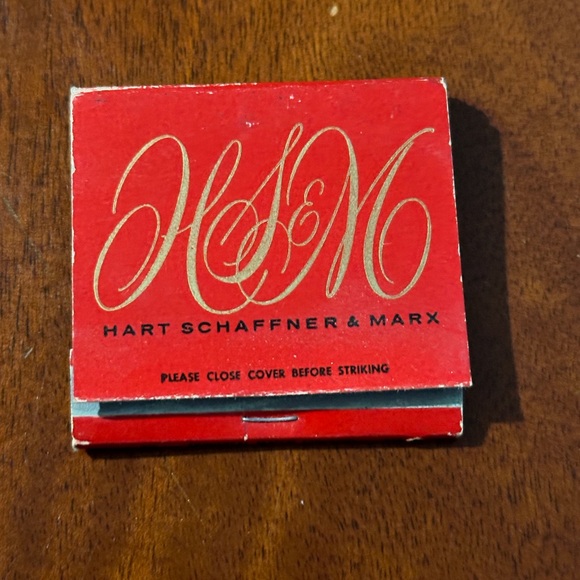 HS&M
HART SCHAFFNER & MARX
PLEASE CLOSE COVER BEFORE STRIKING